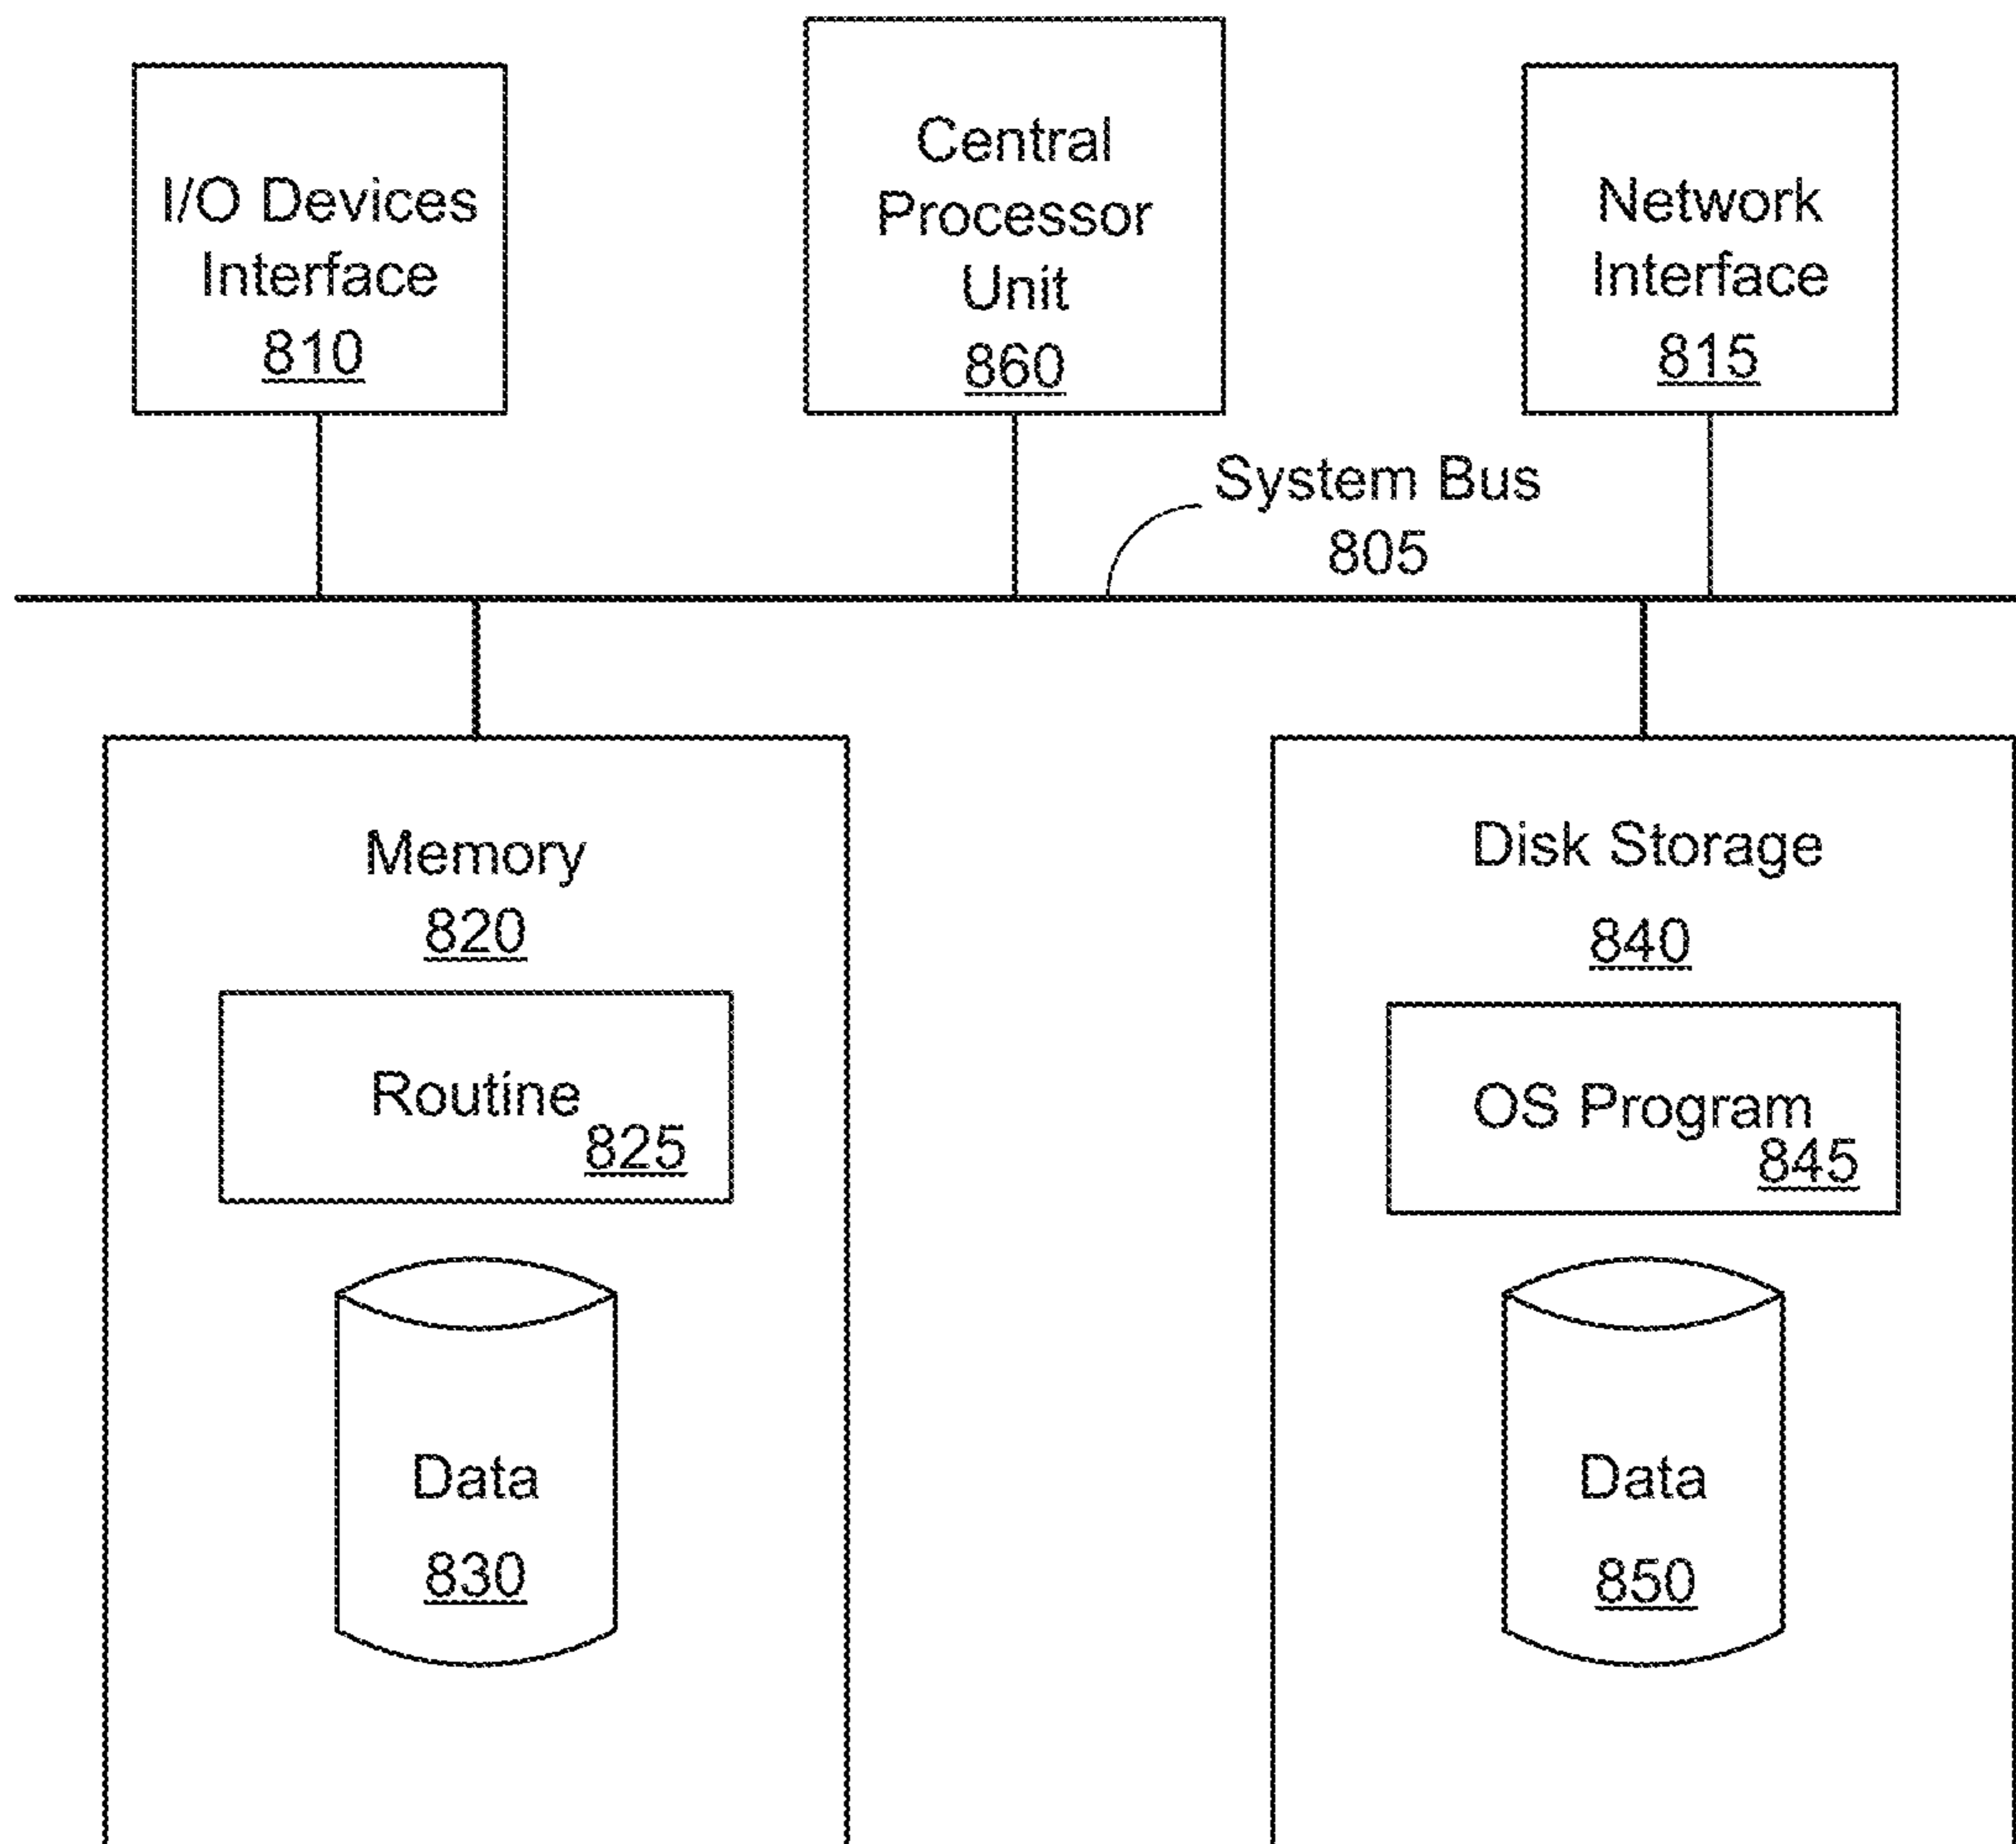 I/O Devices
Interface
810
Central
Processor
Unit
860
Network
Interface
815
System Bus
805
Memory
820
Routine
825
Data
830
Disk Storage
840
OS Program
845
Data
850